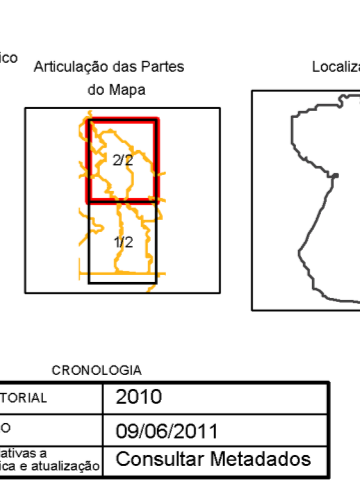 ico
Articulação das Partes
do Mapa
Localiza
2/2
1/2
CRONOLOGIA
TORIAL 2010
O 09/06/2011
ativas a
ica e atualização Consultar Metadados